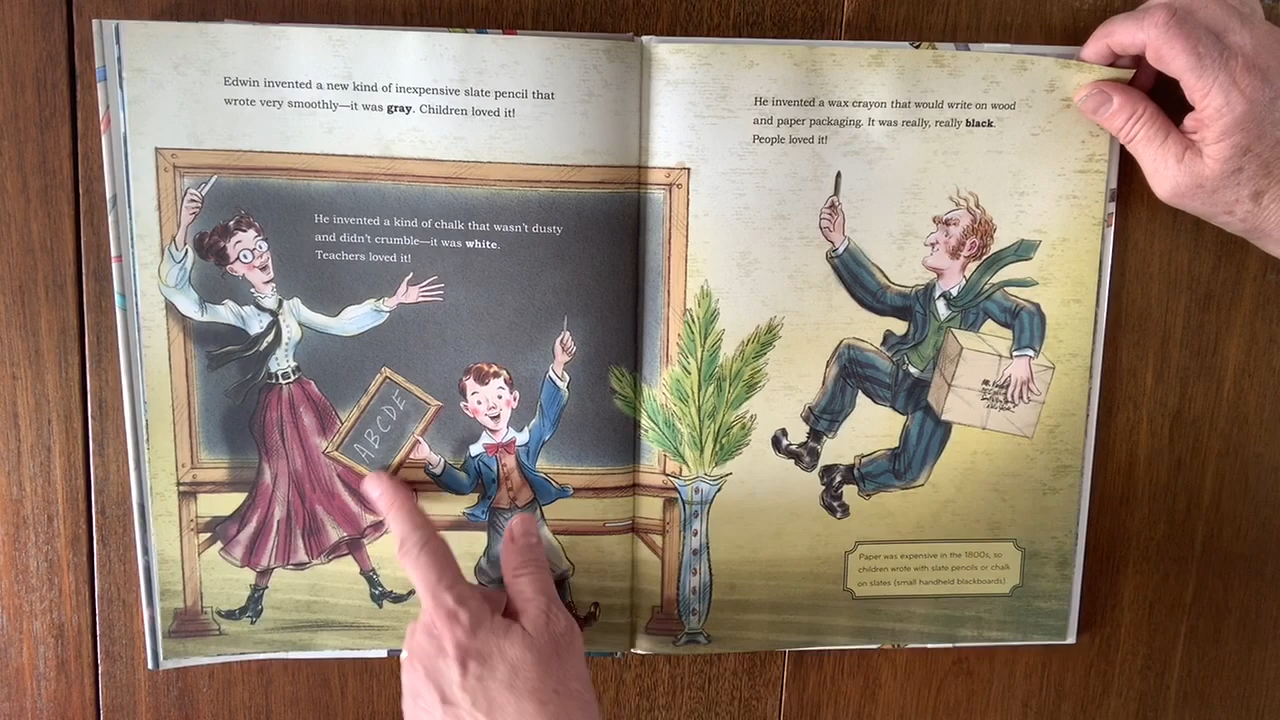 Edwin invented a new kind of inexpensive slate pencil that
wrote very smoothly—it was gray. Children loved it!
He invented a kind of chalk that wasn't dusty
and didn't crumble—it was white.
Teachers loved it!
ABCDE
He invented a wax crayon that would write on wood
and paper packaging. It was really, really black.
People loved it!
Paper was expensive in the 1800s, so
children wrote with slate pencils or chalk
on slates (small handheld blackboards).